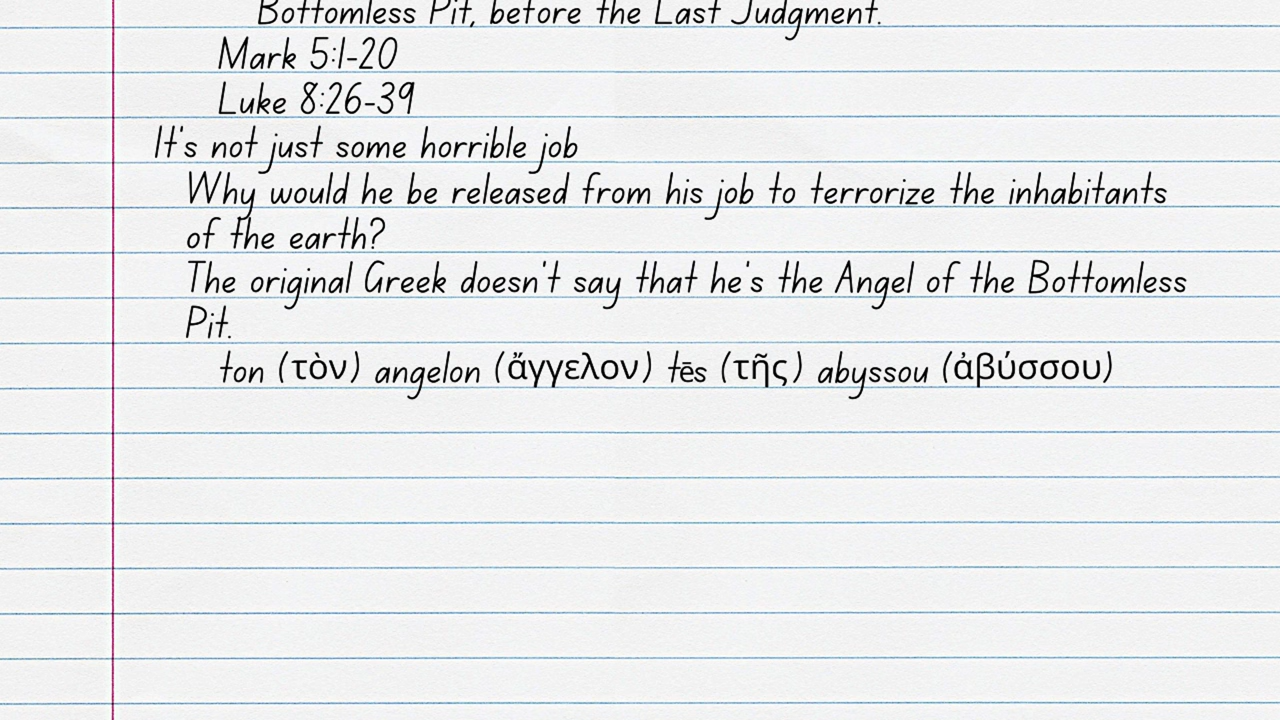 Bottomless Pit, before the Last Judgment.
Mark 5:1-20
Luke 8:26-39
It's not just some horrible job
Why would he be released from his job to terrorize the inhabitants
of the earth?
The original Greek doesn't say that he's the Angel of the Bottomless
Pit.
ton (τὸν) angelon (ἄγγελον) tēs (τῆς) abyssou (ἀβύσσου)